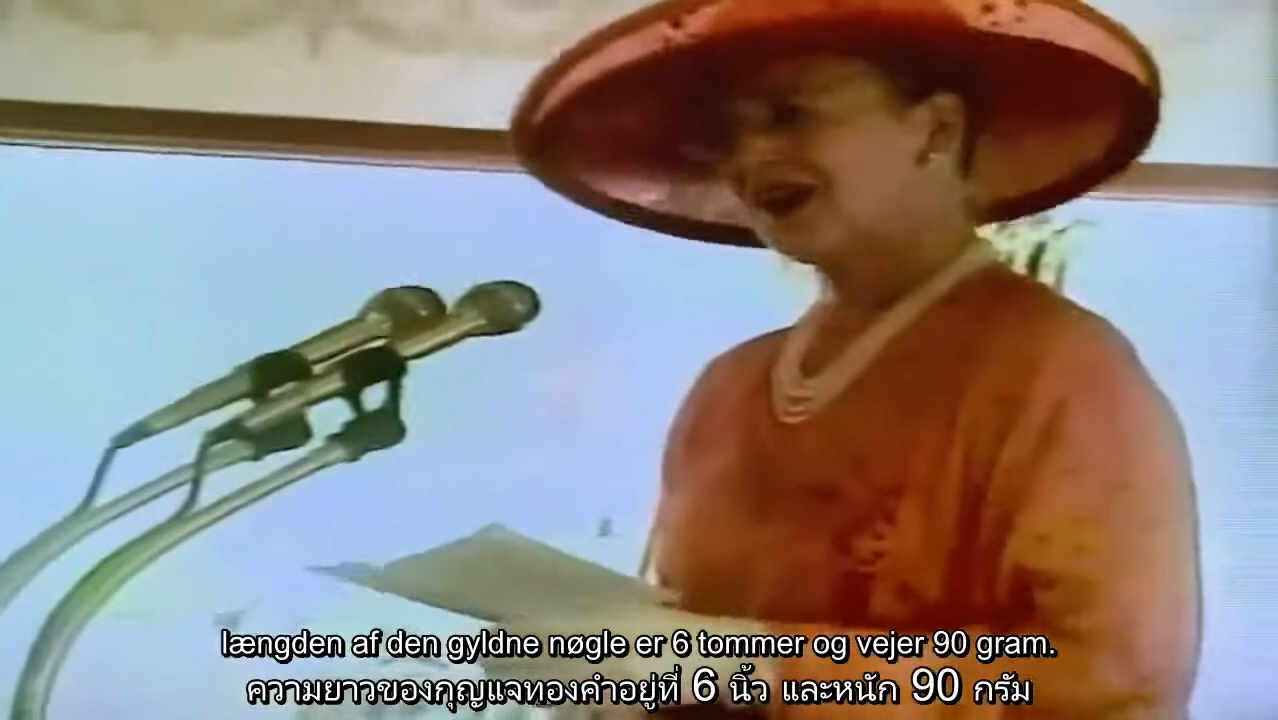 længden af den gyldne nøgle er 6 tommer og vejer 90 gram.
ความยาวของกุญแจทองคำอยู่ที่ 6 นิ้ว และหนัก 90 กรัม